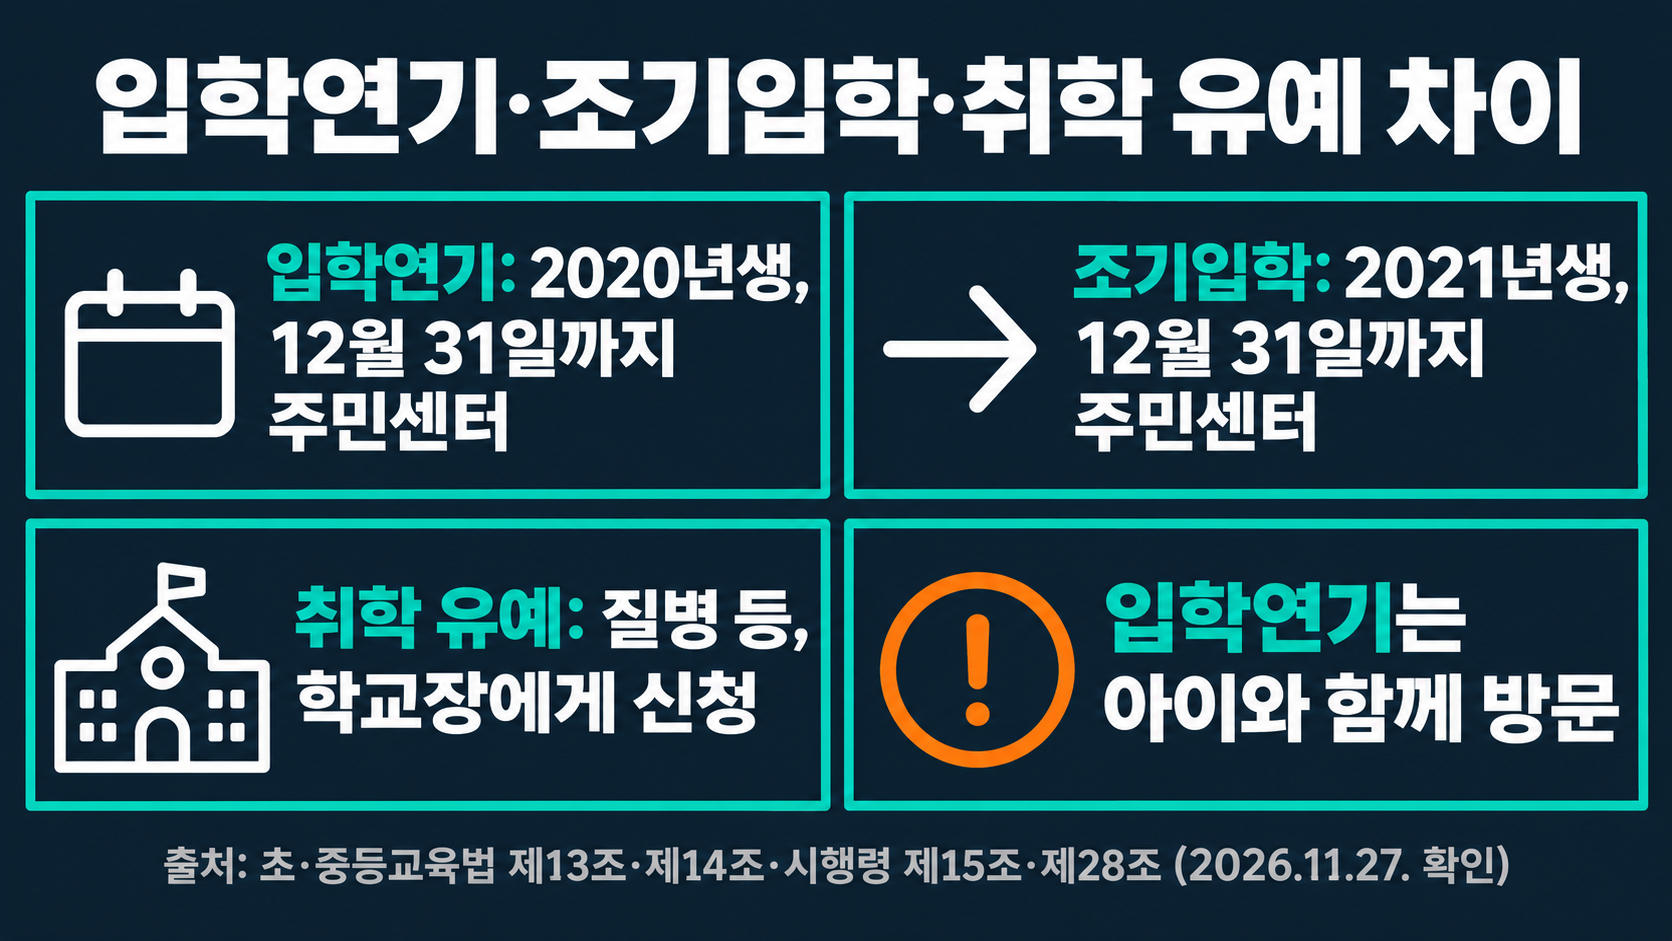 입학연기·조기입학·취학 유예 차이
입학연기: 2020년생,
12월 31일까지
주민센터
조기입학: 2021년생,
12월 31일까지
주민센터
취학 유예: 질병 등,
학교장에게 신청
입학연기는
아이와 함께 방문
출처: 초·중등교육법 제13조·제14조·시행령 제15조·제28조 (2026.11.27. 확인)